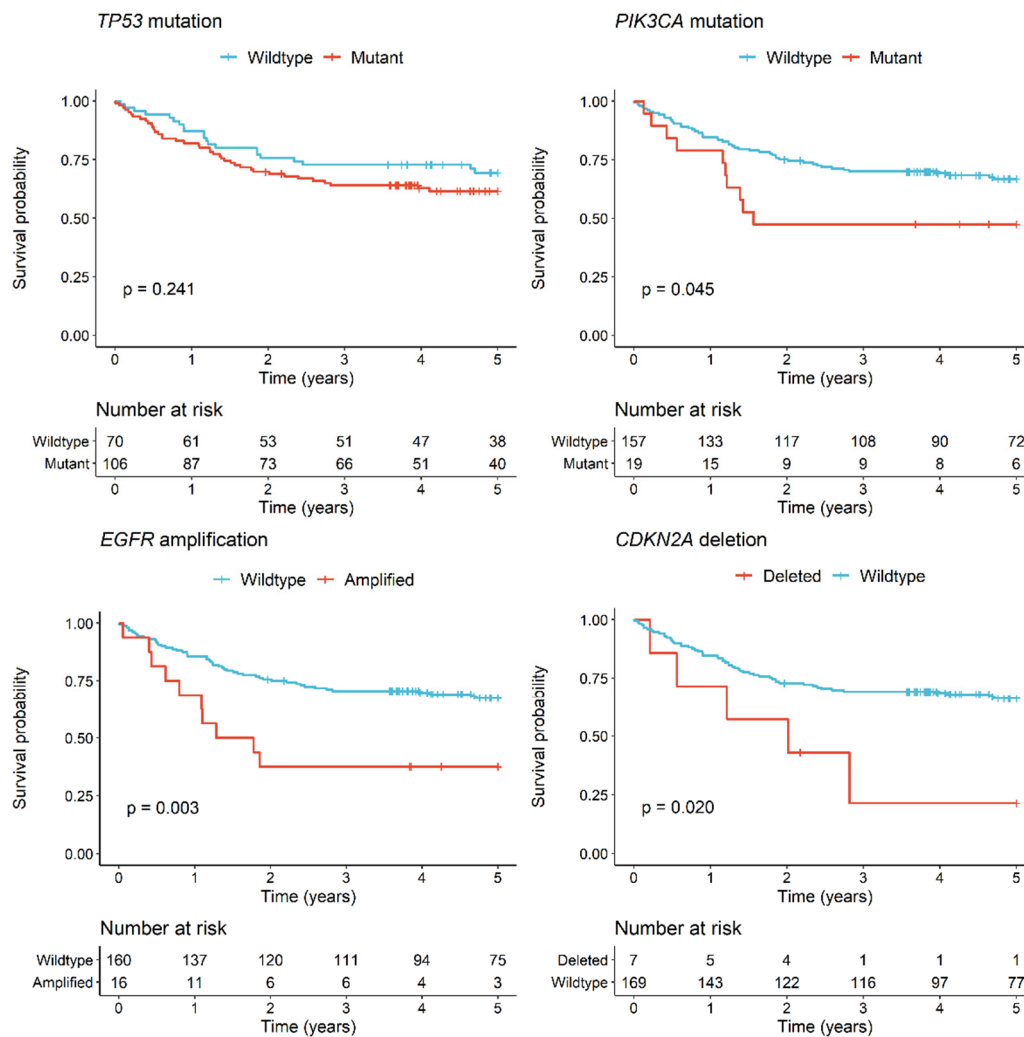 TP53 mutation
Wildtype Mutant
1.00
0.75
0.50
0.25
0.00
Survival probability
p = 0.241
0 1 2 3 4 5
Time (years)
Number at risk
Wildtype 70 61 53 51 47 38
Mutant 106 87 73 66 51 40
0 1 2 3 4 5
Time (years)
PIK3CA mutation
Wildtype Mutant
1.00
0.75
0.50
0.25
0.00
Survival probability
p = 0.045
0 1 2 3 4 5
Time (years)
Number at risk
Wildtype 157 133 117 108 90 72
Mutant 19 15 9 9 8 6
0 1 2 3 4 5
Time (years)
EGFR amplification
Wildtype Amplified
1.00
0.75
0.50
0.25
0.00
Survival probability
p = 0.003
0 1 2 3 4 5
Time (years)
Number at risk
Wildtype 160 137 120 111 94 75
Amplified 16 11 6 6 4 3
0 1 2 3 4 5
Time (years)
CDKN2A deletion
Deleted Wildtype
1.00
0.75
0.50
0.25
0.00
Survival probability
p = 0.020
0 1 2 3 4 5
Time (years)
Number at risk
Deleted 7 5 4 1 1 1
Wildtype 169 143 122 116 97 77
0 1 2 3 4 5
Time (years)